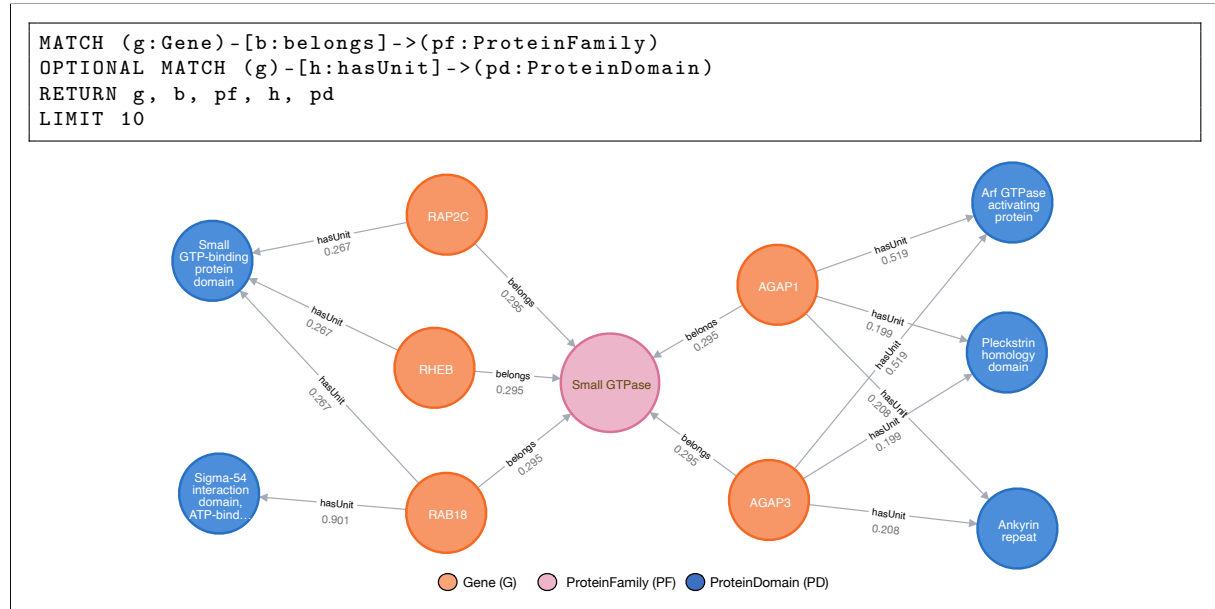 MATCH (g:Gene)-[b:belongs]->(pf:ProteinFamily)
OPTIONAL MATCH (g)-[h:hasUnit]->(pd:ProteinDomain)
RETURN g, b, pf, h, pd
LIMIT 10
RAP2C
hasUnit
0.267
Small
GTP-binding
protein
domain
belongs
0.295
hasUnit
0.267
RHEB
belongs
0.295
hasUnit
0.267
Small GTPase
belongs
0.295
Sigma-54
interaction
domain,
ATP-bind...
hasUnit
0.901
RAB18
Arf GTPase
activating
protein
hasUnit
0.519
AGAP1
belongs
0.295
hasUnit
0.199
Pleckstrin
homology
domain
hasUnit
0.519
hasUnit
0.208
hasUnit
0.199
belongs
0.295
AGAP3
hasUnit
0.208
Ankyrin
repeat
Gene (G)
ProteinFamily (PF)
ProteinDomain (PD)